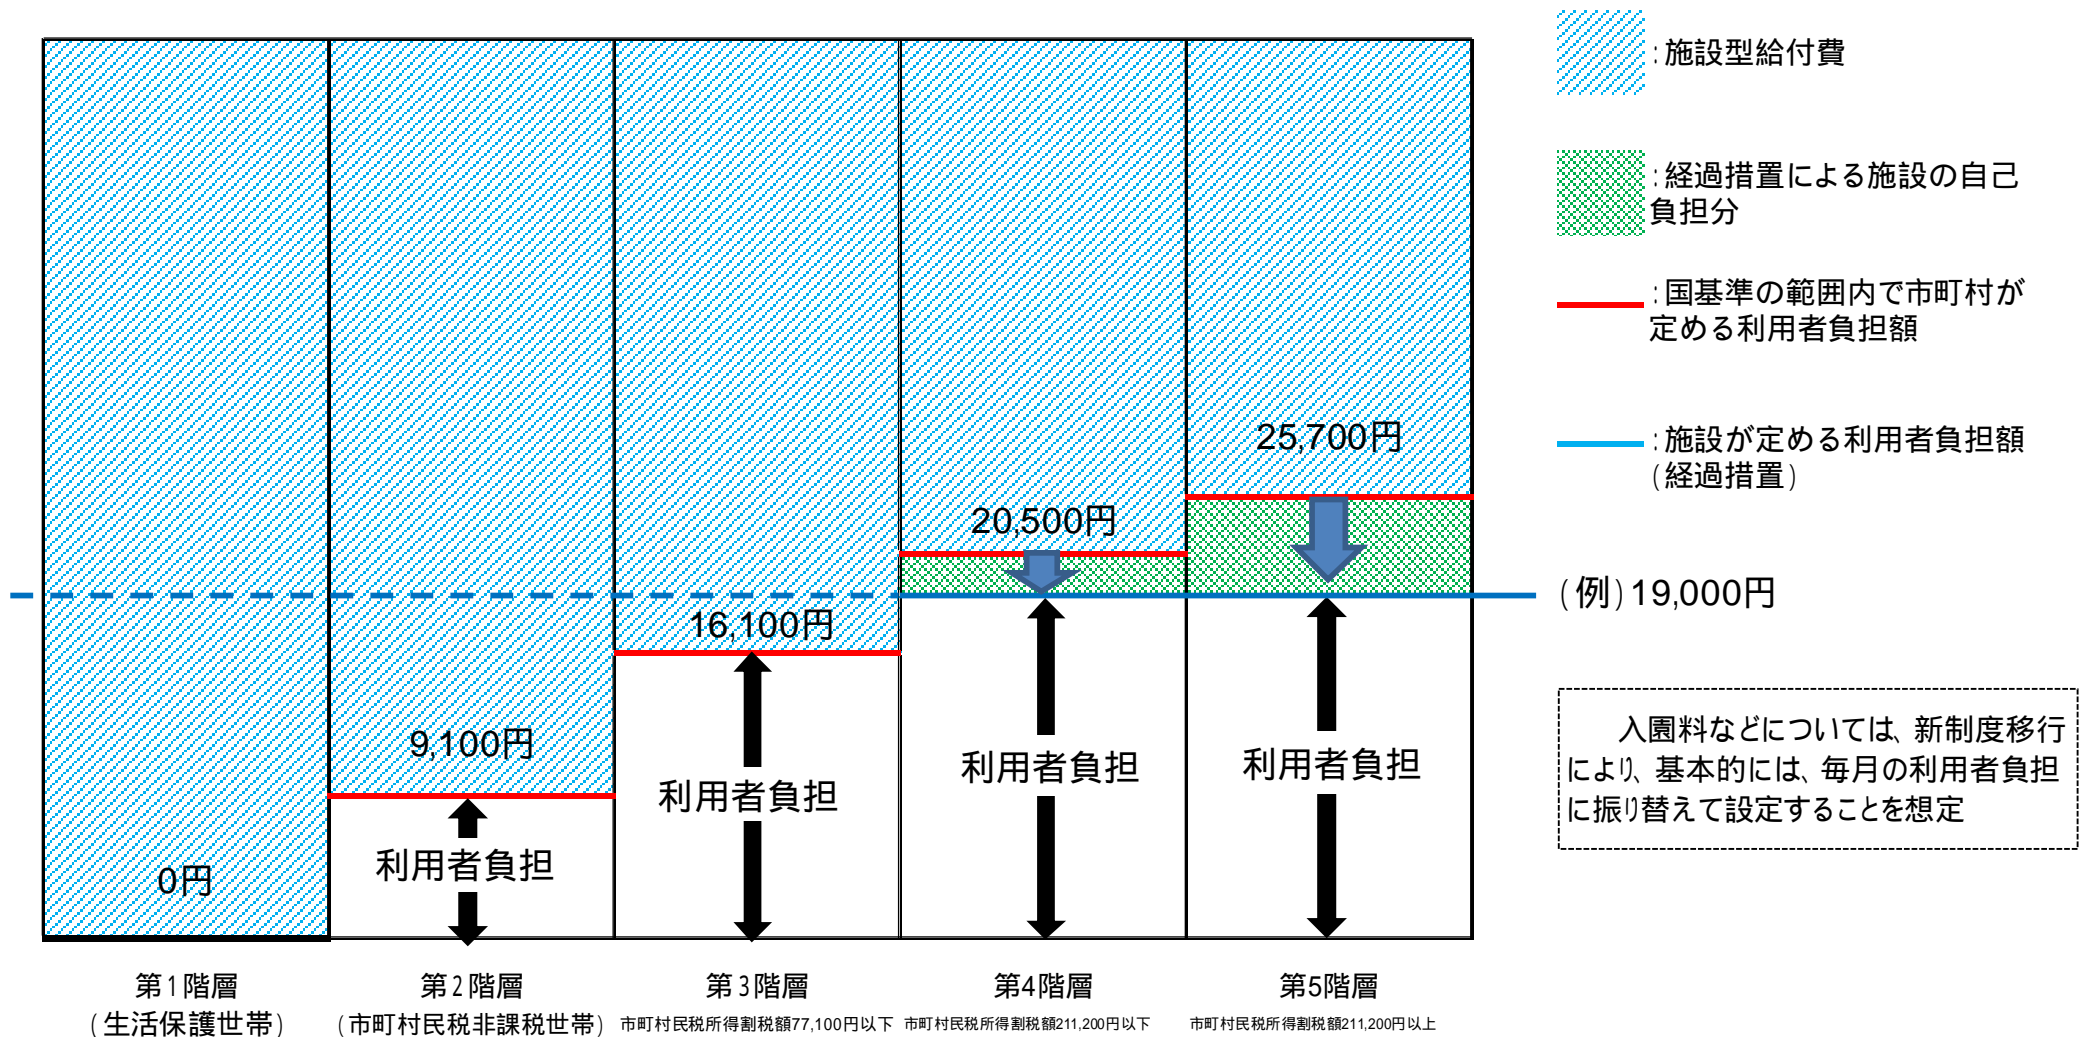 :施設型給付費
:経過措置による施設の自己
負担分
:国基準の範囲内で市町村が
定める利用者負担額
:施設が定める利用者負担額
(経過措置)
25,700円
20,500円
(例)19,000円
16,100円
9,100円
0円
利用者負担
利用者負担
利用者負担
利用者負担
入園料などについては、新制度移行
により、基本的には、毎月の利用者負担
に振り替えて設定することを想定
第1階層
(生活保護世帯)
第2階層
(市町村民税非課税世帯)
第3階層
市町村民税所得割税額77,100円以下
第4階層
市町村民税所得割税額211,200円以下
第5階層
市町村民税所得割税額211,200円以上